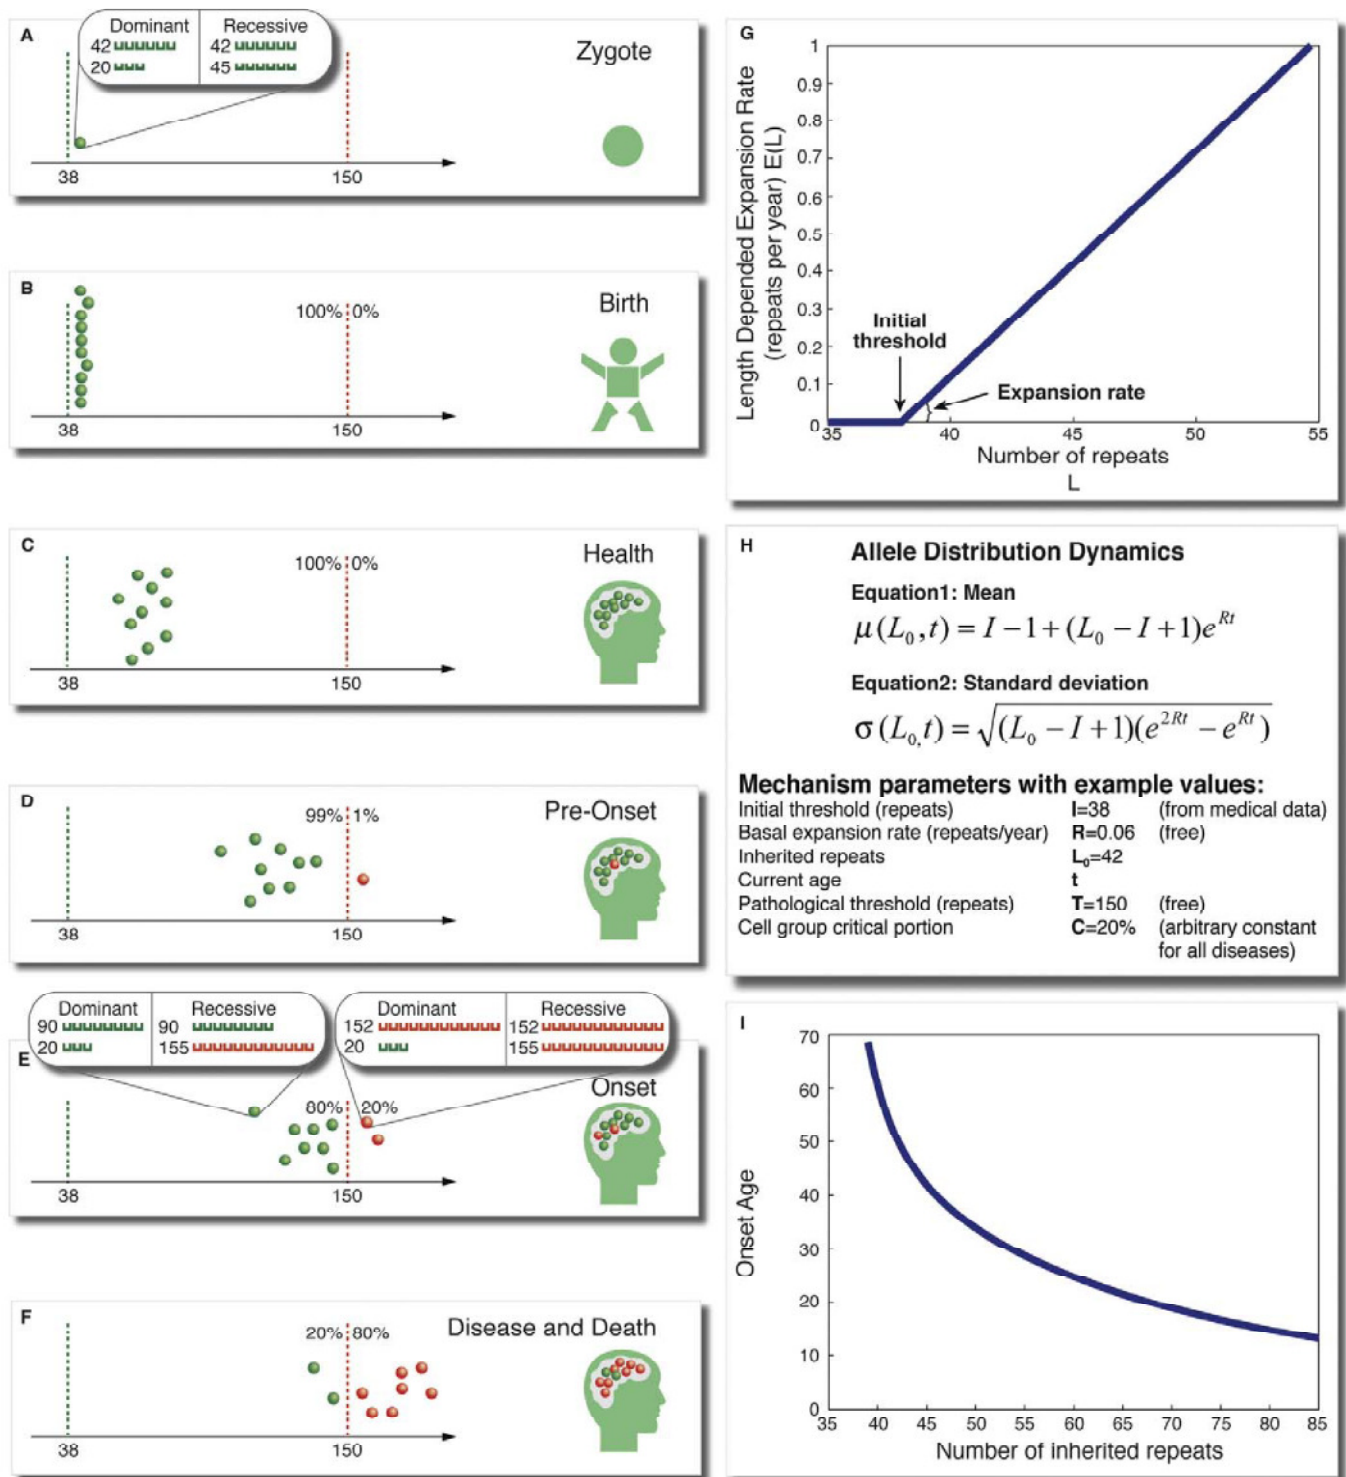 A
Dominant Recessive
42 42
20 45
Zygote
38 150
B
Birth
100% 0%
38 150
C
Health
100% 0%
38 150
D
Pre-Onset
99% 1%
38 150
Dominant Recessive
90 90
20 155
Dominant Recessive
152 152
20 155
E
Onset
80% 20%
38 150
F
Disease and Death
20% 80%
38 150
G
Length Depended Expansion Rate
(repeats per year) E(L)
1
0.9
0.8
0.7
0.6
0.5
0.4
0.3
0.2
0.1
0
Initial
threshold
Expansion rate
35 40 45 50 55
Number of repeats
L
H
Allele Distribution Dynamics
Equation1: Mean
μ(L₀,t) = I − 1 + (L₀ − I + 1)e^{Rt}
Equation2: Standard deviation
σ(L₀,t) = √((L₀ − I + 1)(e^{2Rt} − e^{Rt}))
Mechanism parameters with example values:
Initial threshold (repeats) I=38 (from medical data)
Basal expansion rate (repeats/year) R=0.06 (free)
Inherited repeats L₀=42
Current age t
Pathological threshold (repeats) T=150 (free)
Cell group critical portion C=20% (arbitrary constant
for all diseases)
I
Onset Age
70
60
50
40
30
20
10
0
35 40 45 50 55 60 65 70 75 80 85
Number of inherited repeats